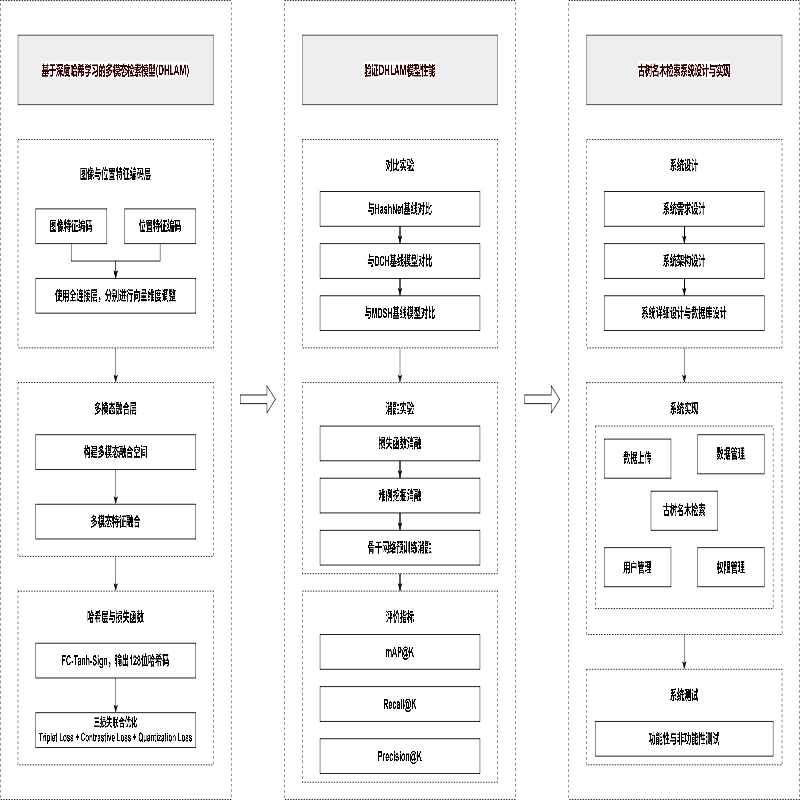 基于深度哈希学习的多模态检索模型(DHLAM)
图像与位置特征编码层
图像特征编码
位置特征编码
使用全连接层，分别进行向量维度调整
多模态融合层
构建多模态融合空间
多模态特征融合
哈希层与损失函数
FC-Tanh-Sign，输出128位哈希码
三损失联合优化
Triplet Loss + Contrastive Loss + Quantization Loss
验证DHLAM模型性能
对比实验
与HashNet基线对比
与DCH基线模型对比
与MDSH基线模型对比
消融实验
损失函数消融
难例挖掘消融
骨干网络预训练消融
评价指标
mAP@K
Recall@K
Precision@K
古树名木检索系统设计与实现
系统设计
系统需求设计
系统架构设计
系统详细设计与数据库设计
系统实现
数据上传
数据管理
古树名木检索
用户管理
权限管理
系统测试
功能性与非功能性测试